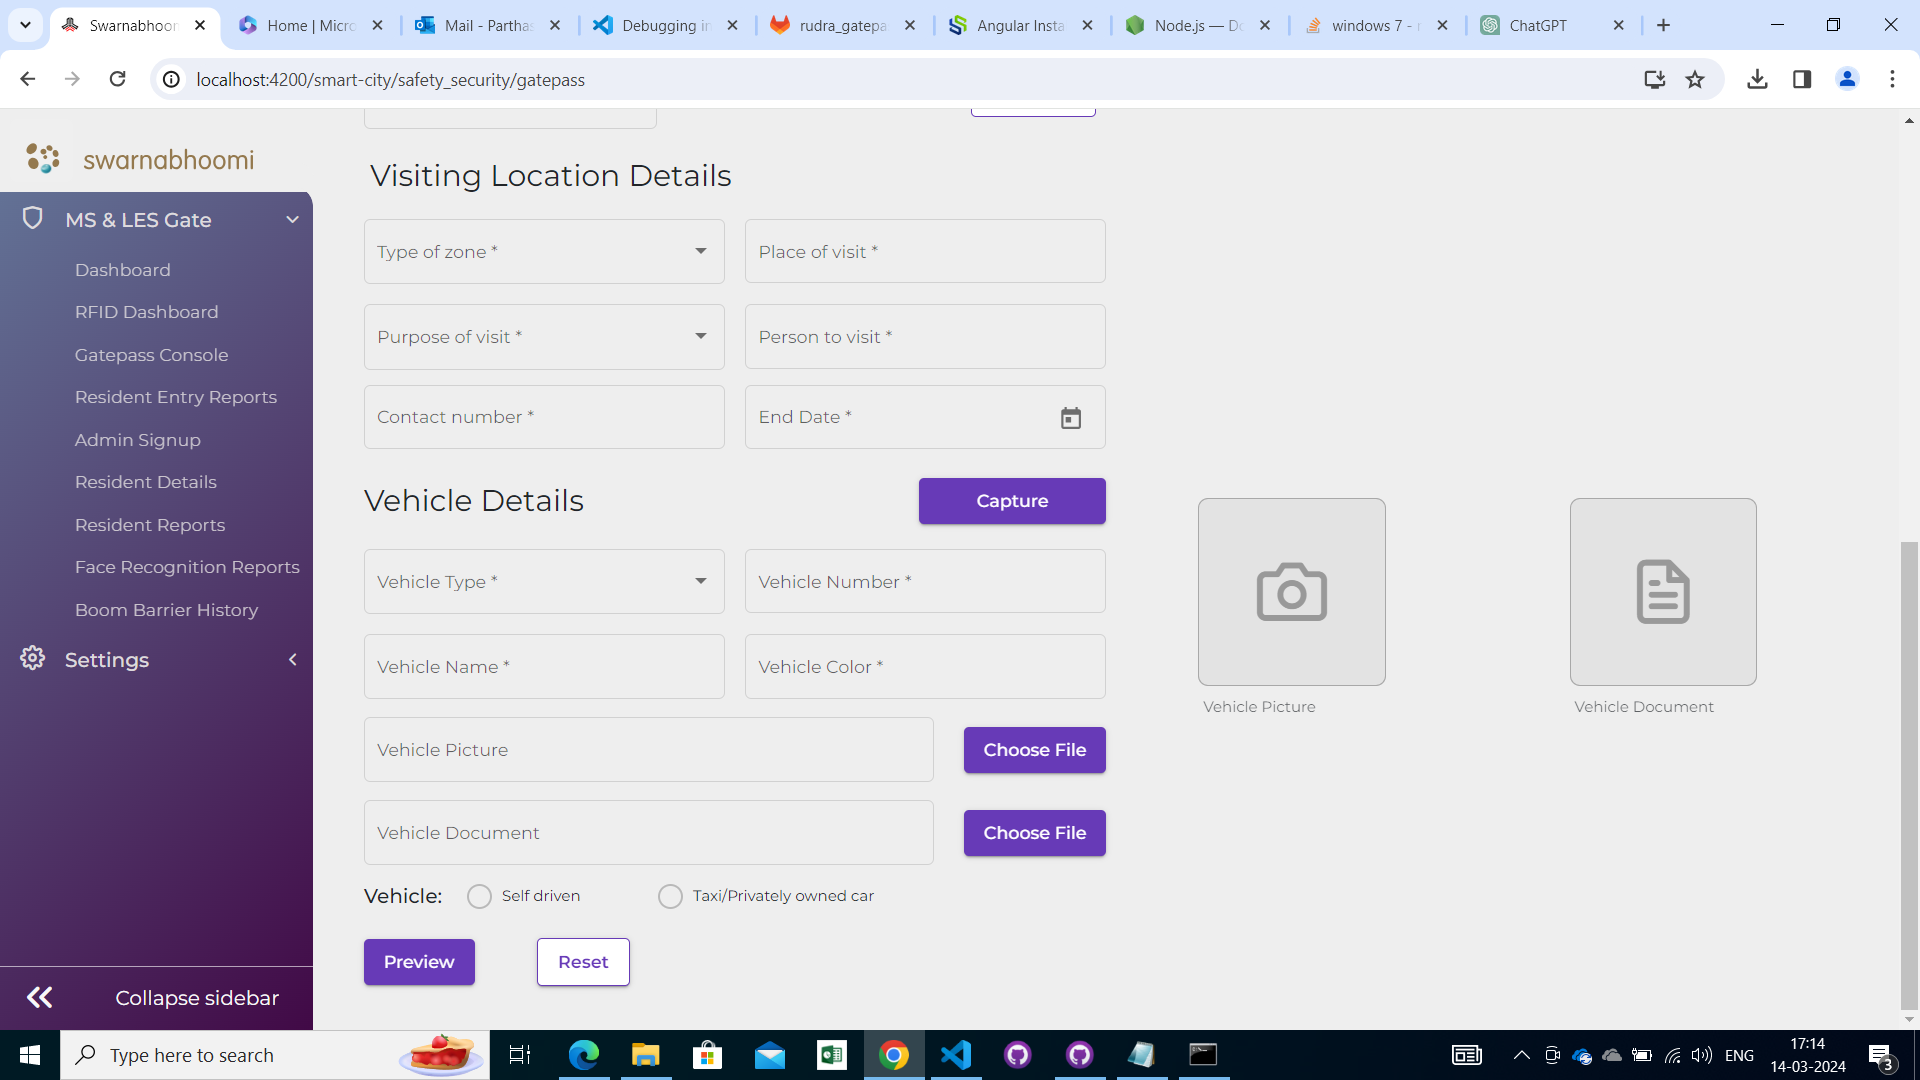 Swarnabhoom
Home | Micro
Mail - Parthas
Debugging in
rudra_gatepa
Angular Insta
Node.js — Do
windows 7 - r
ChatGPT
localhost:4200/smart-city/safety_security/gatepass
swarnabhoomi
MS & LES Gate
Dashboard
RFID Dashboard
Gatepass Console
Resident Entry Reports
Admin Signup
Resident Details
Resident Reports
Face Recognition Reports
Boom Barrier History
Settings
Collapse sidebar
Visiting Location Details
Type of zone *
Place of visit *
Purpose of visit *
Person to visit *
Contact number *
End Date *
Vehicle Details
Capture
Vehicle Type *
Vehicle Number *
Vehicle Name *
Vehicle Color *
Vehicle Picture
Choose File
Vehicle Document
Choose File
Vehicle:
Self driven
Taxi/Privately owned car
Preview
Reset
Vehicle Picture
Vehicle Document
Type here to search
ENG
17:14
14-03-2024
3